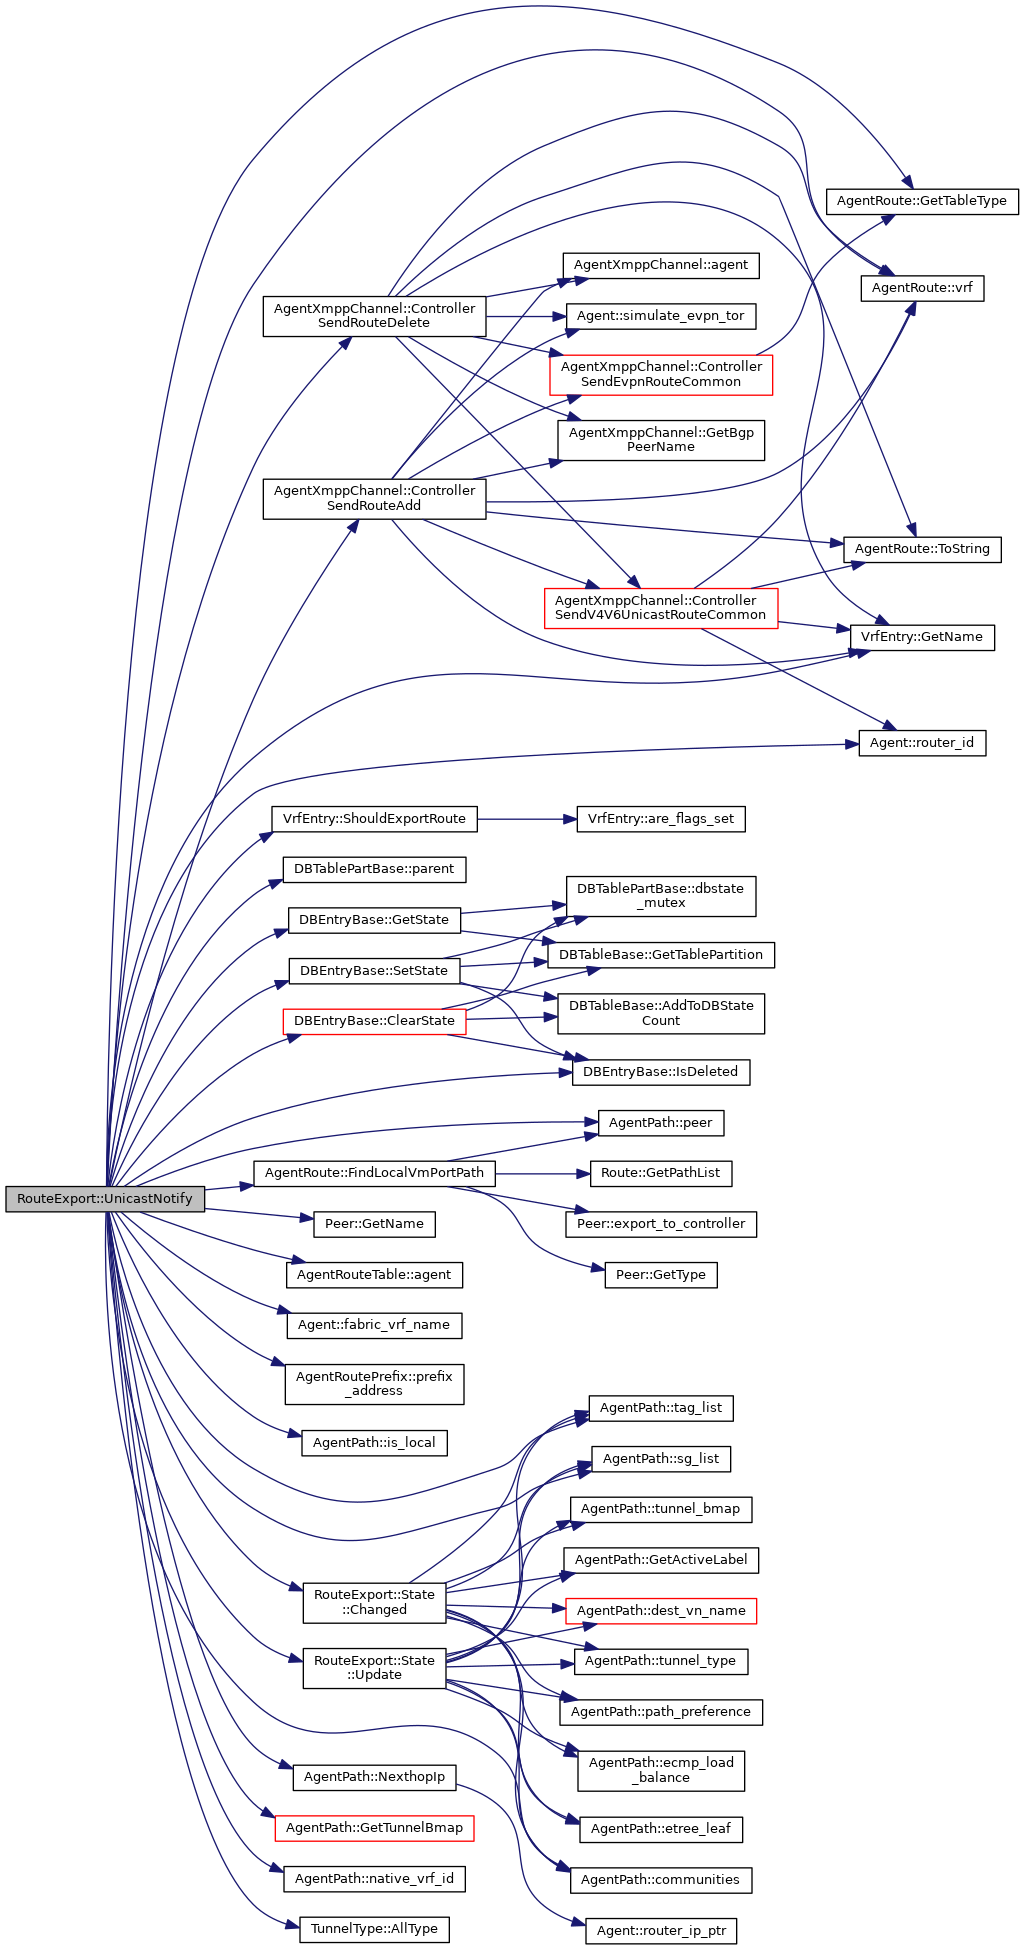 AgentRoute::GetTableType
AgentXmppChannel::agent
AgentRoute::vrf
AgentXmppChannel::Controller
SendRouteDelete
Agent::simulate_evpn_tor
AgentXmppChannel::Controller
SendEvpnRouteCommon
AgentXmppChannel::GetBgp
PeerName
AgentXmppChannel::Controller
SendRouteAdd
AgentRoute::ToString
AgentXmppChannel::Controller
SendV4V6UnicastRouteCommon
VrfEntry::GetName
Agent::router_id
VrfEntry::ShouldExportRoute
VrfEntry::are_flags_set
DBTablePartBase::parent
DBTablePartBase::dbstate
_mutex
DBEntryBase::GetState
DBTableBase::GetTablePartition
DBEntryBase::SetState
DBTableBase::AddToDBState
Count
DBEntryBase::ClearState
DBEntryBase::IsDeleted
AgentPath::peer
AgentRoute::FindLocalVmPortPath
Route::GetPathList
RouteExport::UnicastNotify
Peer::GetName
Peer::export_to_controller
AgentRouteTable::agent
Peer::GetType
Agent::fabric_vrf_name
AgentRoutePrefix::prefix
_address
AgentPath::tag_list
AgentPath::is_local
AgentPath::sg_list
AgentPath::tunnel_bmap
AgentPath::GetActiveLabel
RouteExport::State
::Changed
AgentPath::dest_vn_name
RouteExport::State
::Update
AgentPath::tunnel_type
AgentPath::path_preference
AgentPath::ecmp_load
_balance
AgentPath::NexthopIp
AgentPath::GetTunnelBmap
AgentPath::etree_leaf
AgentPath::native_vrf_id
AgentPath::communities
TunnelType::AllType
Agent::router_ip_ptr